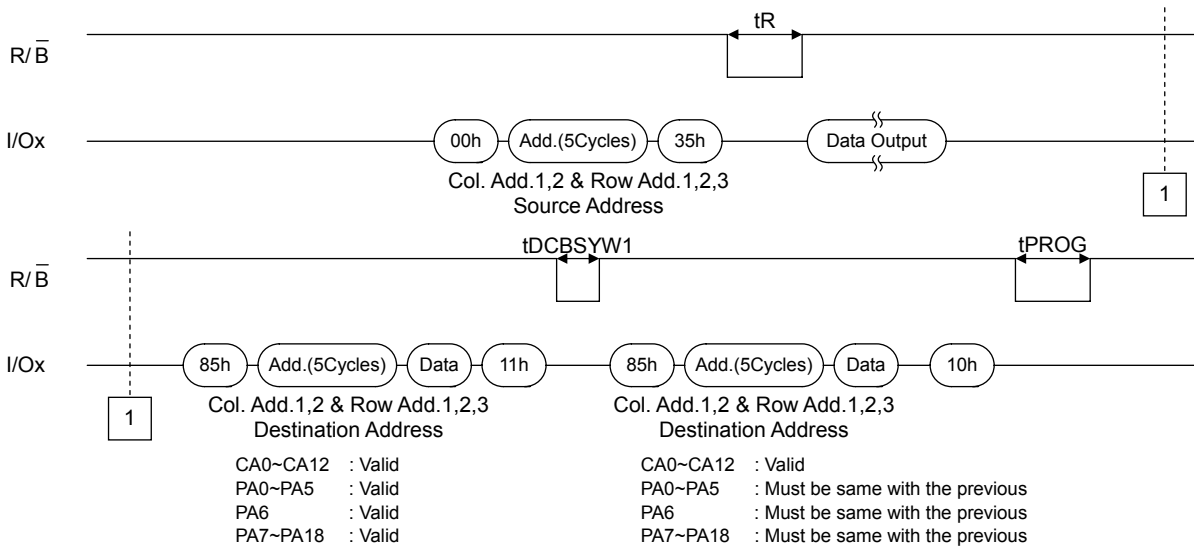 tR
R/B̅
I/Ox
00h Add.(5Cycles) 35h Data Output
Col. Add.1,2 & Row Add.1,2,3
Source Address
1
tDCBSYW1 tPROG
R/B̅
I/Ox
85h Add.(5Cycles) Data 11h 85h Add.(5Cycles) Data 10h
1
Col. Add.1,2 & Row Add.1,2,3 Col. Add.1,2 & Row Add.1,2,3
Destination Address Destination Address
CA0~CA12 : Valid CA0~CA12 : Valid
PA0~PA5 : Valid PA0~PA5 : Must be same with the previous
PA6 : Valid PA6 : Must be same with the previous
PA7~PA18 : Valid PA7~PA18 : Must be same with the previous